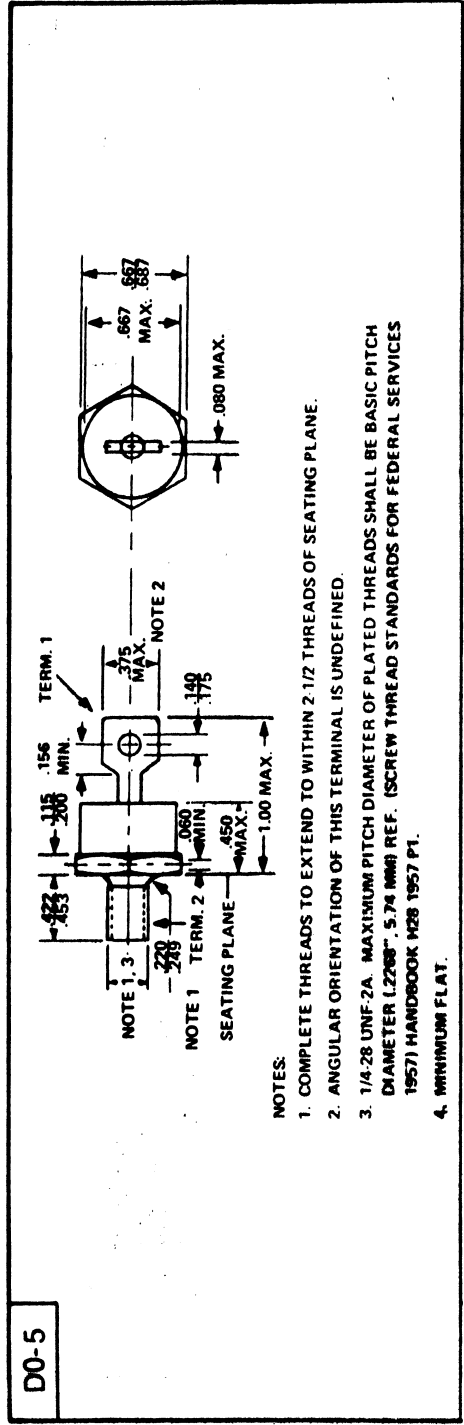 DO-5
TERM. 1
.156
MIN.
.422
.453
.115
.200
.375
MAX.
NOTE 2
.140
.175
NOTE 1, 3
.220
.249
NOTE 1
TERM. 2
.060
MIN.
.450
MAX.
1.00 MAX.
SEATING PLANE
.667
MAX.
.667
.687
.080 MAX.
NOTES:
1. COMPLETE THREADS TO EXTEND TO WITHIN 2-1/2 THREADS OF SEATING PLANE.
2. ANGULAR ORIENTATION OF THIS TERMINAL IS UNDEFINED.
3. 1/4-28 UNF-2A. MAXIMUM PITCH DIAMETER OF PLATED THREADS SHALL BE BASIC PITCH
DIAMETER (.2268", 5.74 MM) REF. (SCREW THREAD STANDARDS FOR FEDERAL SERVICES
1957) HANDBOOK H28 1957 P1.
4. MINIMUM FLAT.